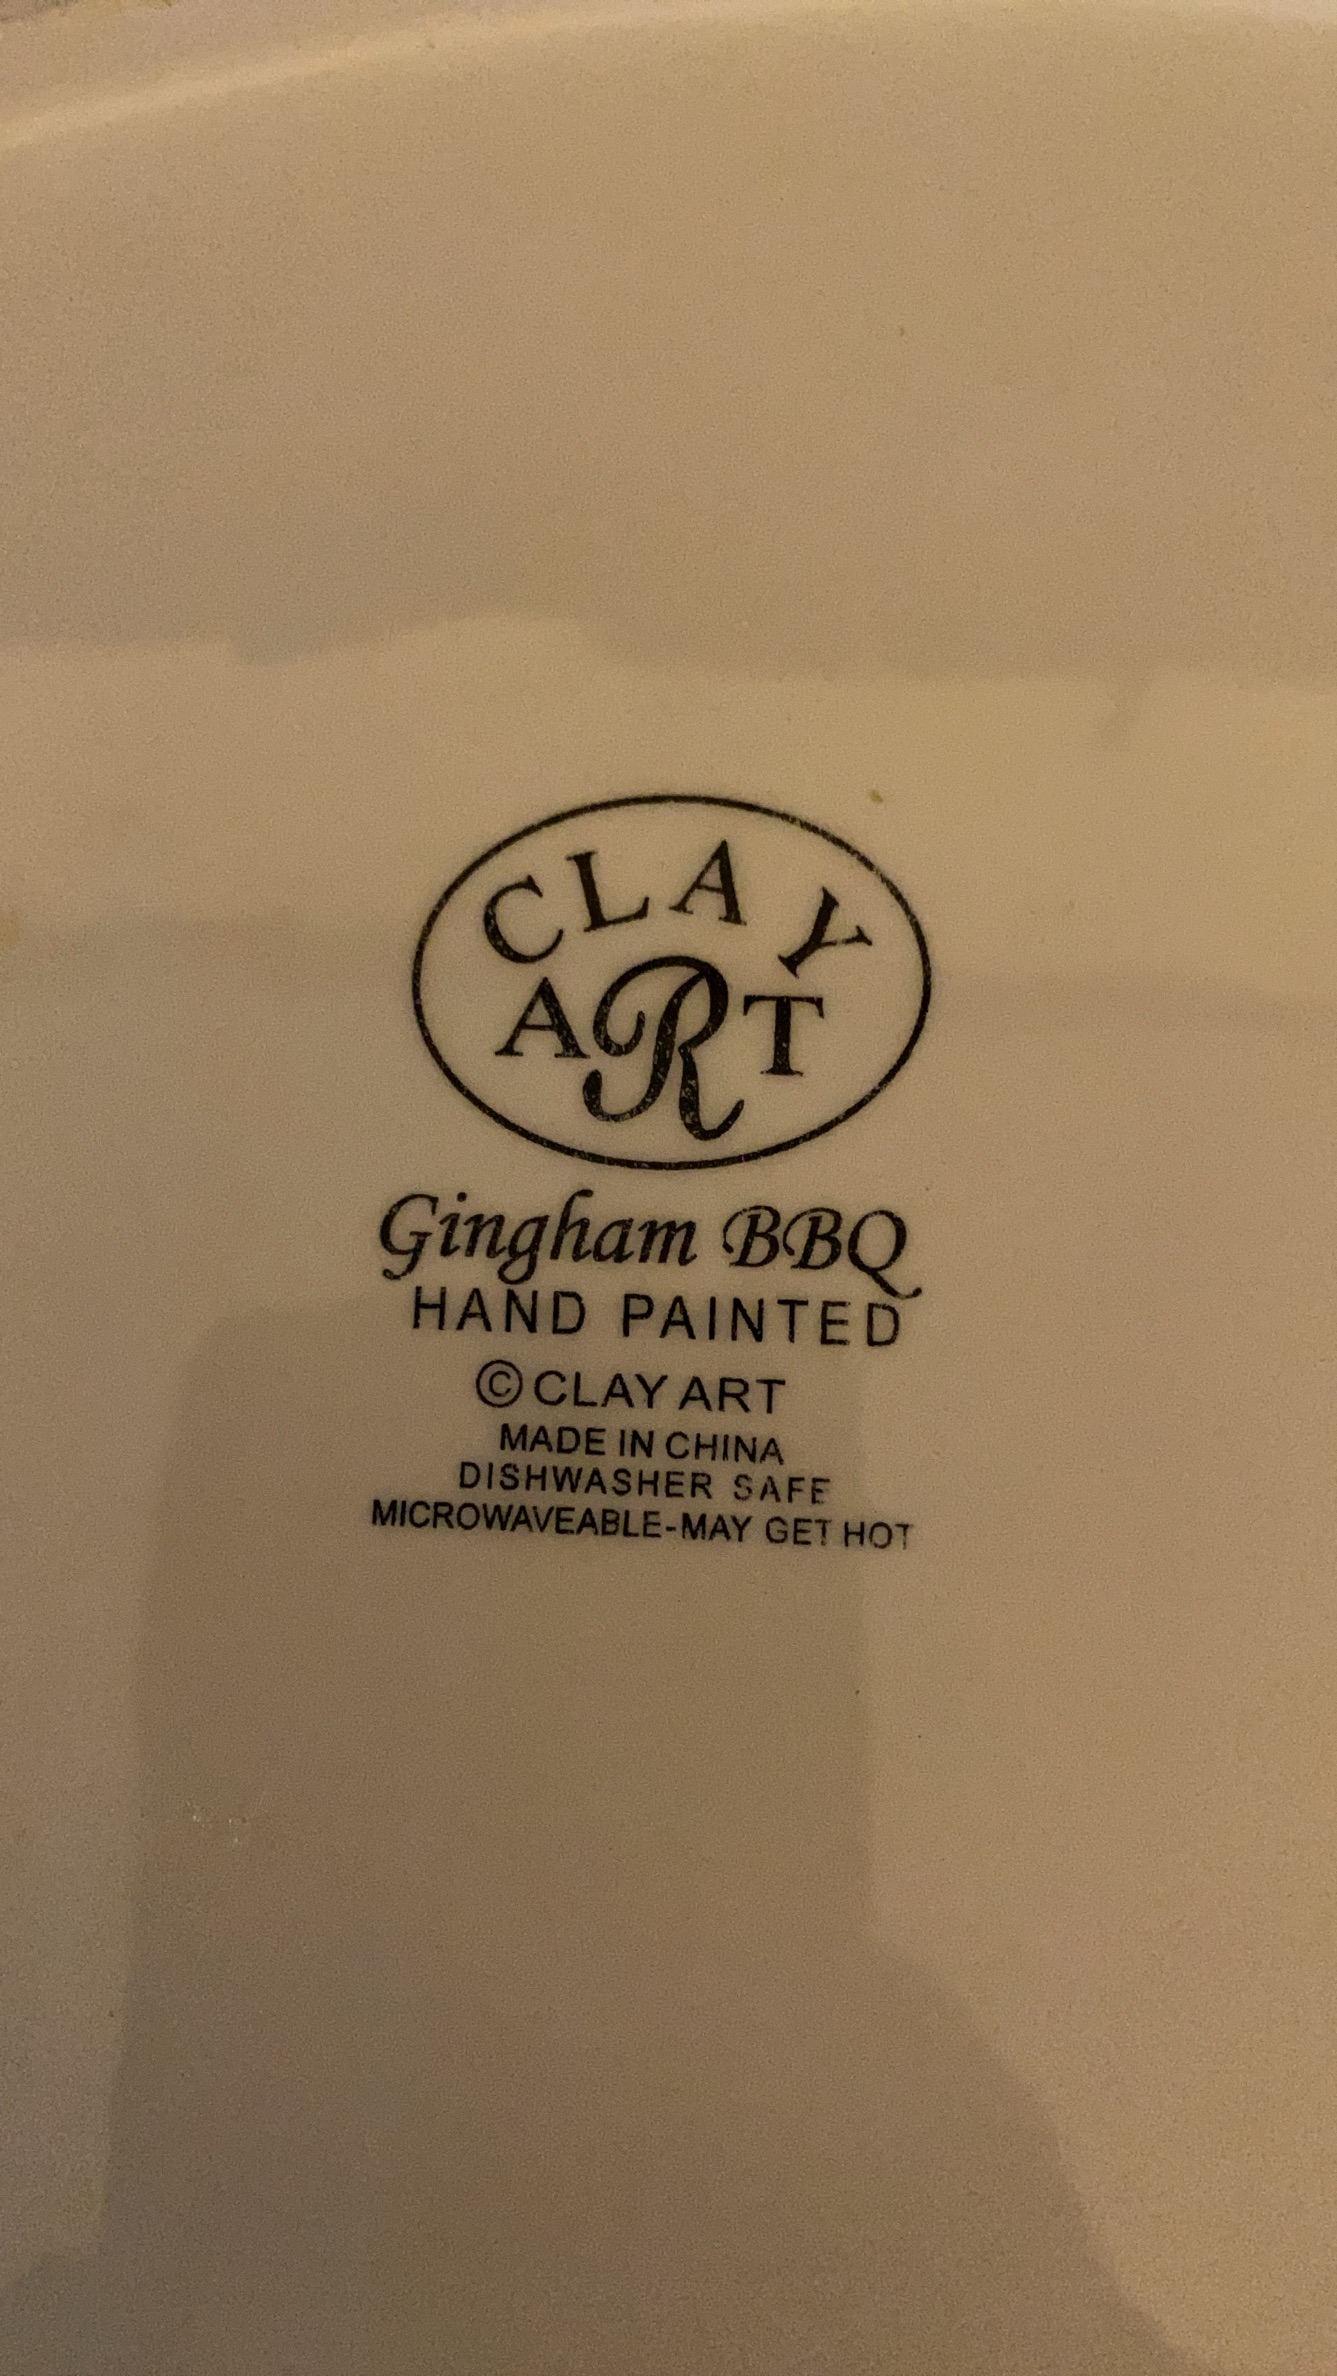 CLAY
ART
Gingham BBQ
HAND PAINTED
©CLAY ART
MADE IN CHINA
DISHWASHER SAFE
MICROWAVEABLE-MAY GET HOT